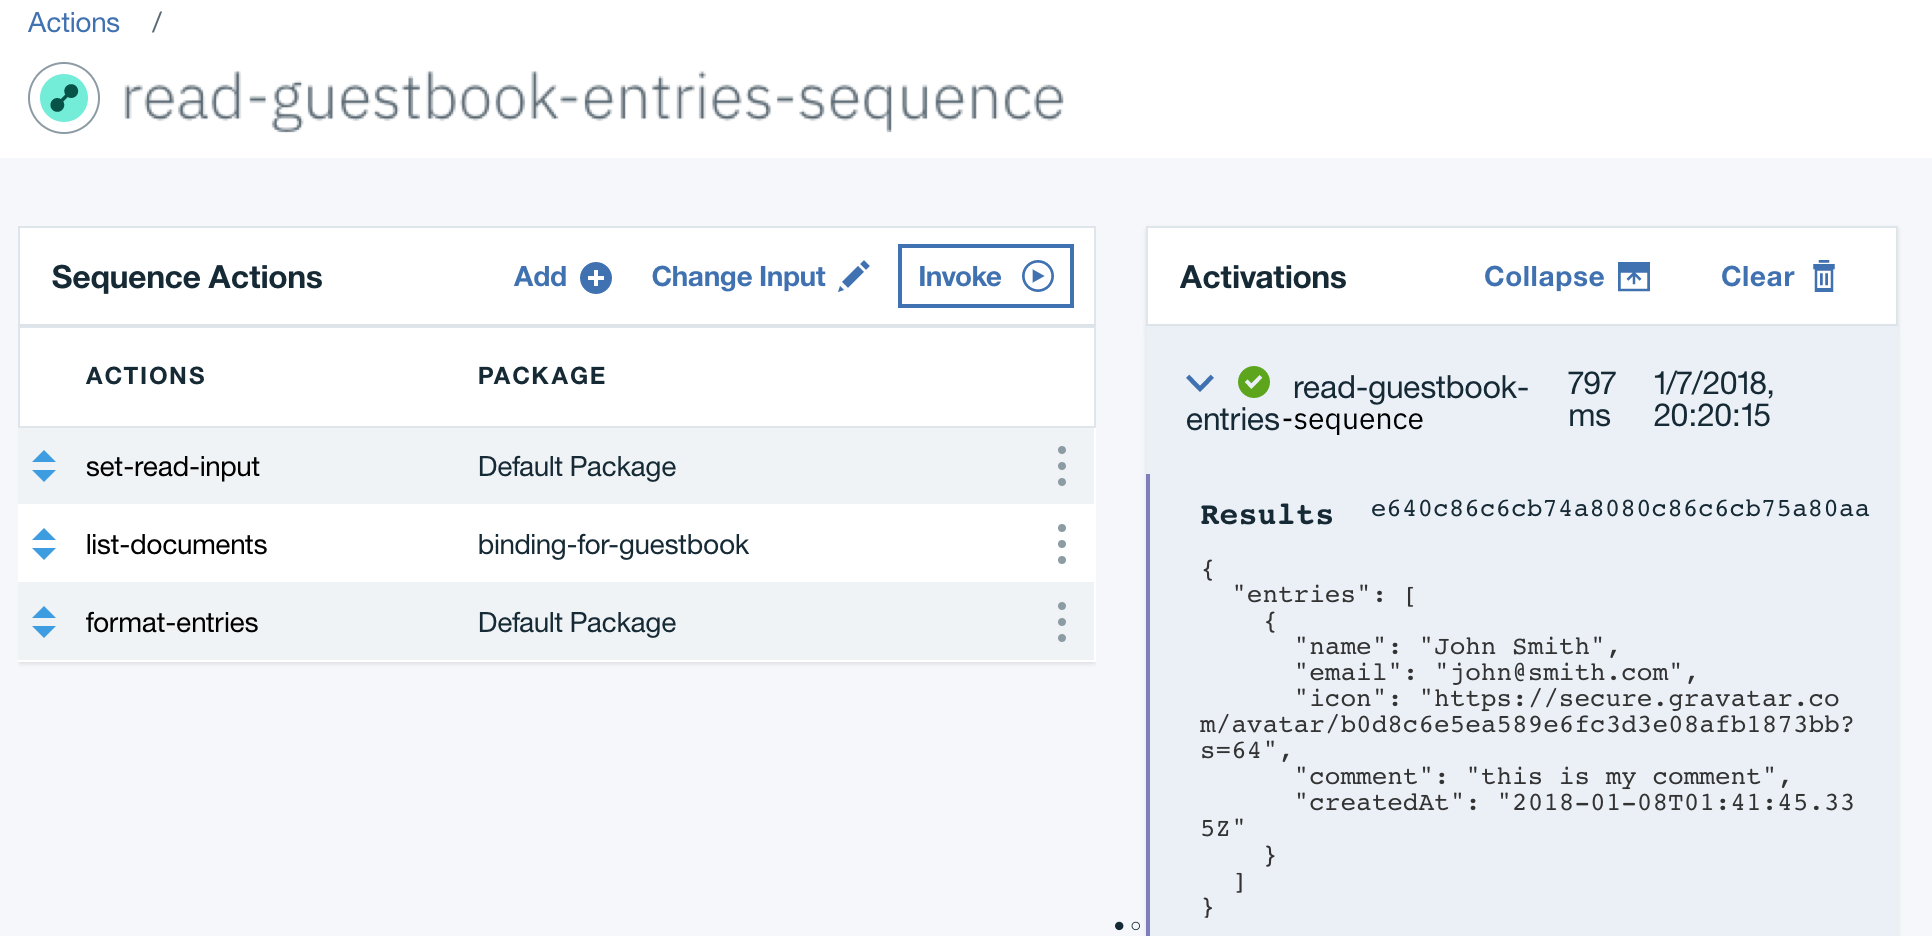 Actions /
read-guestbook-entries-sequence
Sequence Actions Add Change Input Invoke
ACTIONS PACKAGE
set-read-input Default Package
list-documents binding-for-guestbook
format-entries Default Package
Activations Collapse Clear
read-guestbook- 797 1/7/2018,
entries-sequence ms 20:20:15
Results e640c86c6cb74a8080c86c6cb75a80aa
{
"entries": [
{
"name": "John Smith",
"email": "john@smith.com",
"icon": "https://secure.gravatar.co
m/avatar/b0d8c6e5ea589e6fc3d3e08afb1873bb?
s=64",
"comment": "this is my comment",
"createdAt": "2018-01-08T01:41:45.33
5Z"
}
]
}